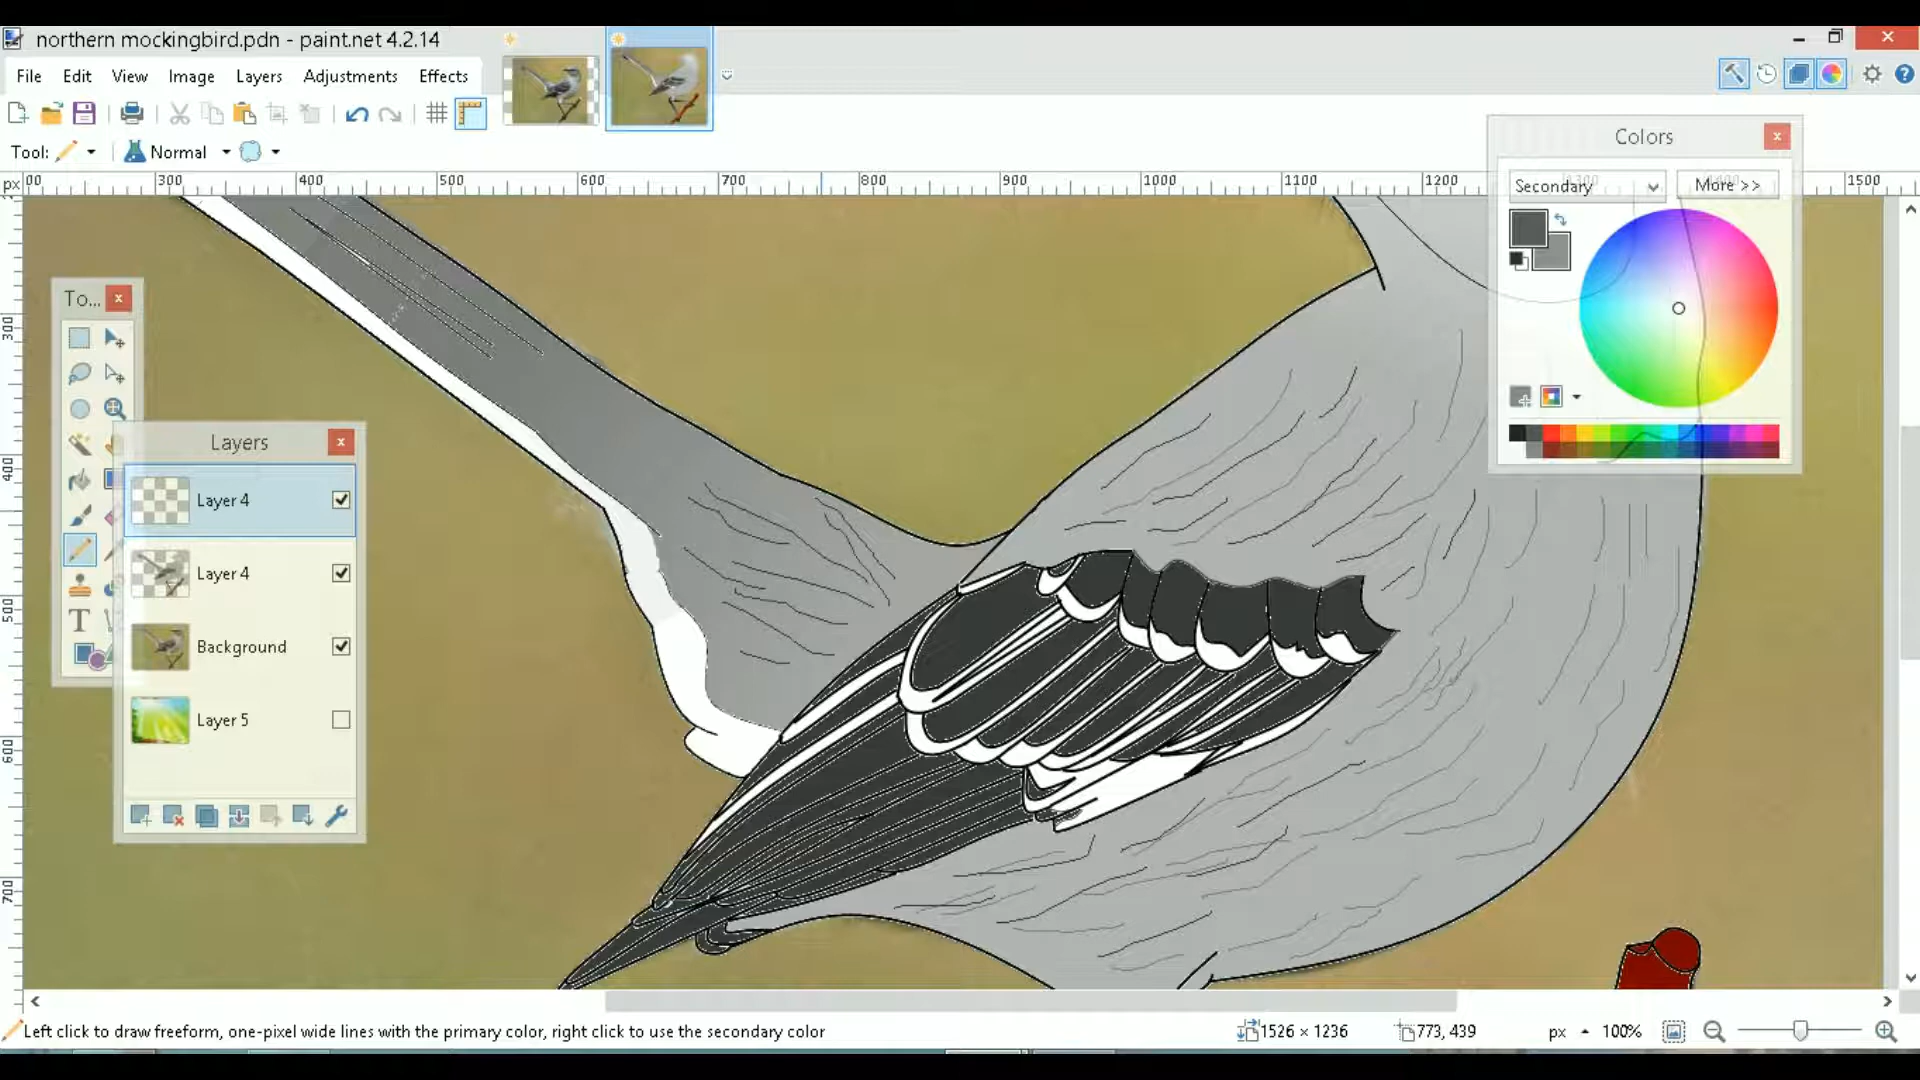 northern mockingbird.pdn - paint.net 4.2.14
File Edit View Image Layers Adjustments Effects
Tool: Normal
px 00 300 400 500 600 700 800 900 1000 1100 1200 1300 1400 1500
Colors
Secondary More >>
To...
300
400
500
600
700
Layers
Layer 4
Layer 4
Background
Layer 5
T
Left click to draw freeform, one-pixel wide lines with the primary color, right click to use the secondary color 1526 × 1236 773, 439 px 100%